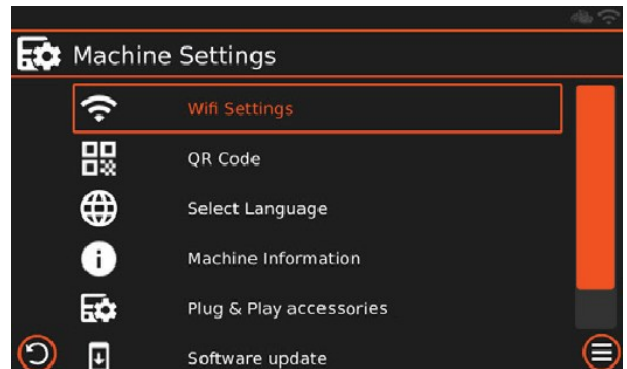 Machine Settings
Wifi Settings
QR Code
Select Language
Machine Information
Plug & Play accessories
Software update